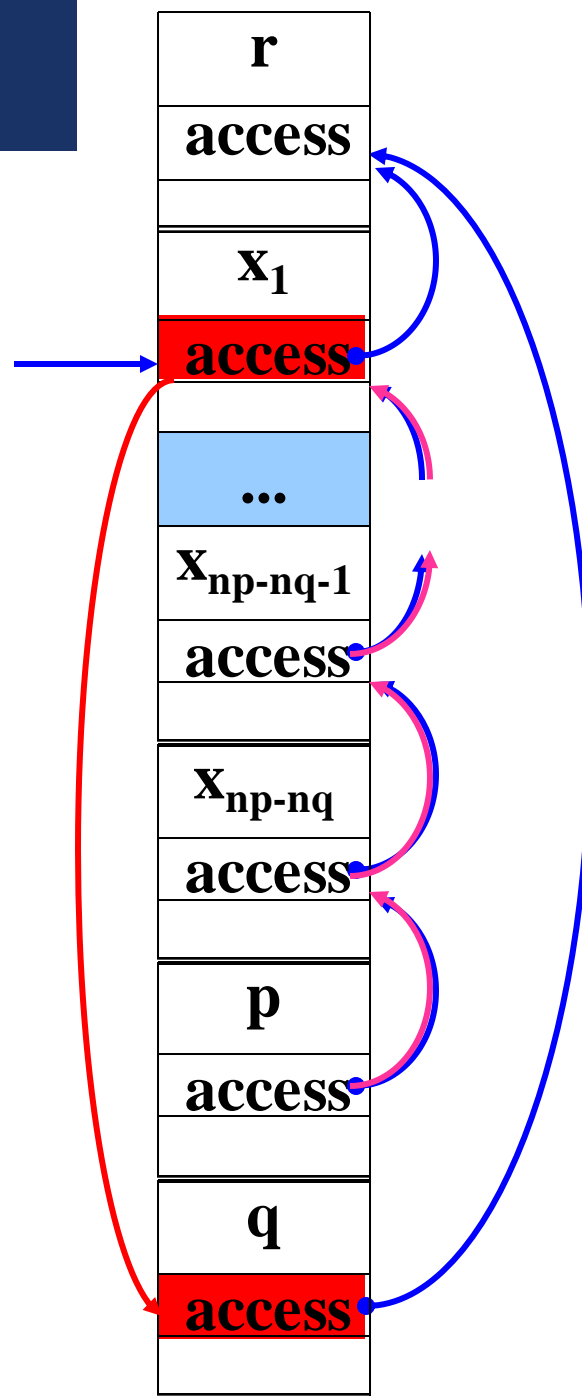 r
access
x₁
access
...
xₙₚ₋ₙq₋₁
access
xₙₚ₋ₙq
access
p
access
q
access